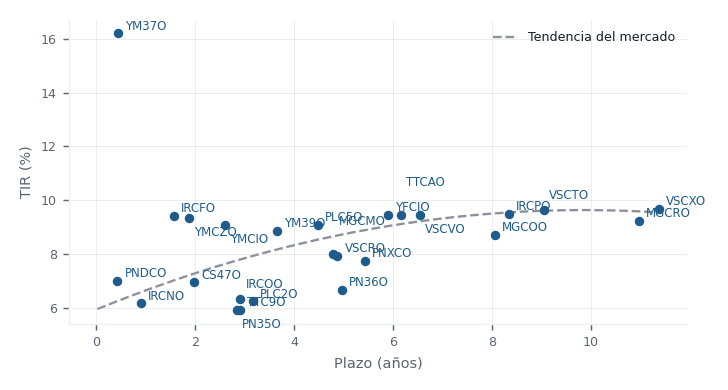 YM37O
Tendencia del mercado
16
14
12
10
8
6
TIR (%)
TTCAO
VSCTO
VSCXO
IRCFO
YFCIO
IRCPO
MGCRO
PLC5O
YM39O
MGCMO
YMCZO
YMCIO
VSCVO
MGCOO
VSCRO
PNXCO
PNDCO
CS47O
IRCOO
PN36O
IRCNO
PLC2O
TTC9O
PN35O
0
2
4
6
8
10
Plazo (años)